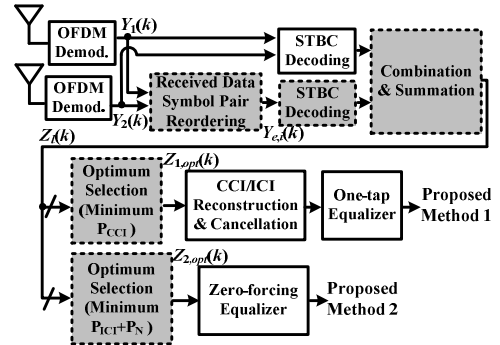 OFDM
Demod.
Y1(k)
STBC
Decoding
OFDM
Demod.
Y2(k)
Received Data
Symbol Pair
Reordering
STBC
Decoding
Combination
& Summation
Ye,i(k)
Zl(k)
Optimum
Selection
(Minimum
PCCI)
Z1,opt(k)
CCI/ICI
Reconstruction
& Cancellation
One-tap
Equalizer
Proposed
Method 1
Optimum
Selection
(Minimum
PICI+PN)
Z2,opt(k)
Zero-forcing
Equalizer
Proposed
Method 2